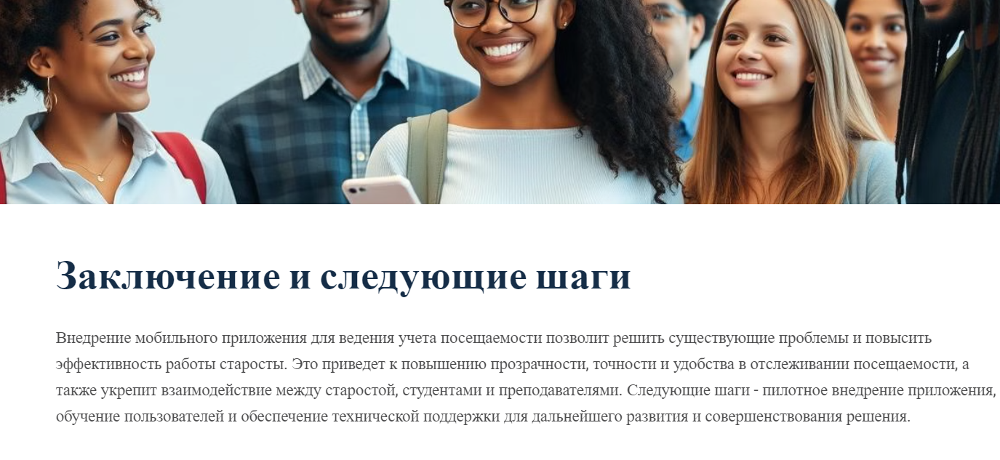 Заключение и следующие шаги
Внедрение мобильного приложения для ведения учета посещаемости позволит решить существующие проблемы и повысить
эффективность работы старосты. Это приведет к повышению прозрачности, точности и удобства в отслеживании посещаемости, а
также укрепит взаимодействие между старостой, студентами и преподавателями. Следующие шаги - пилотное внедрение приложения,
обучение пользователей и обеспечение технической поддержки для дальнейшего развития и совершенствования решения.